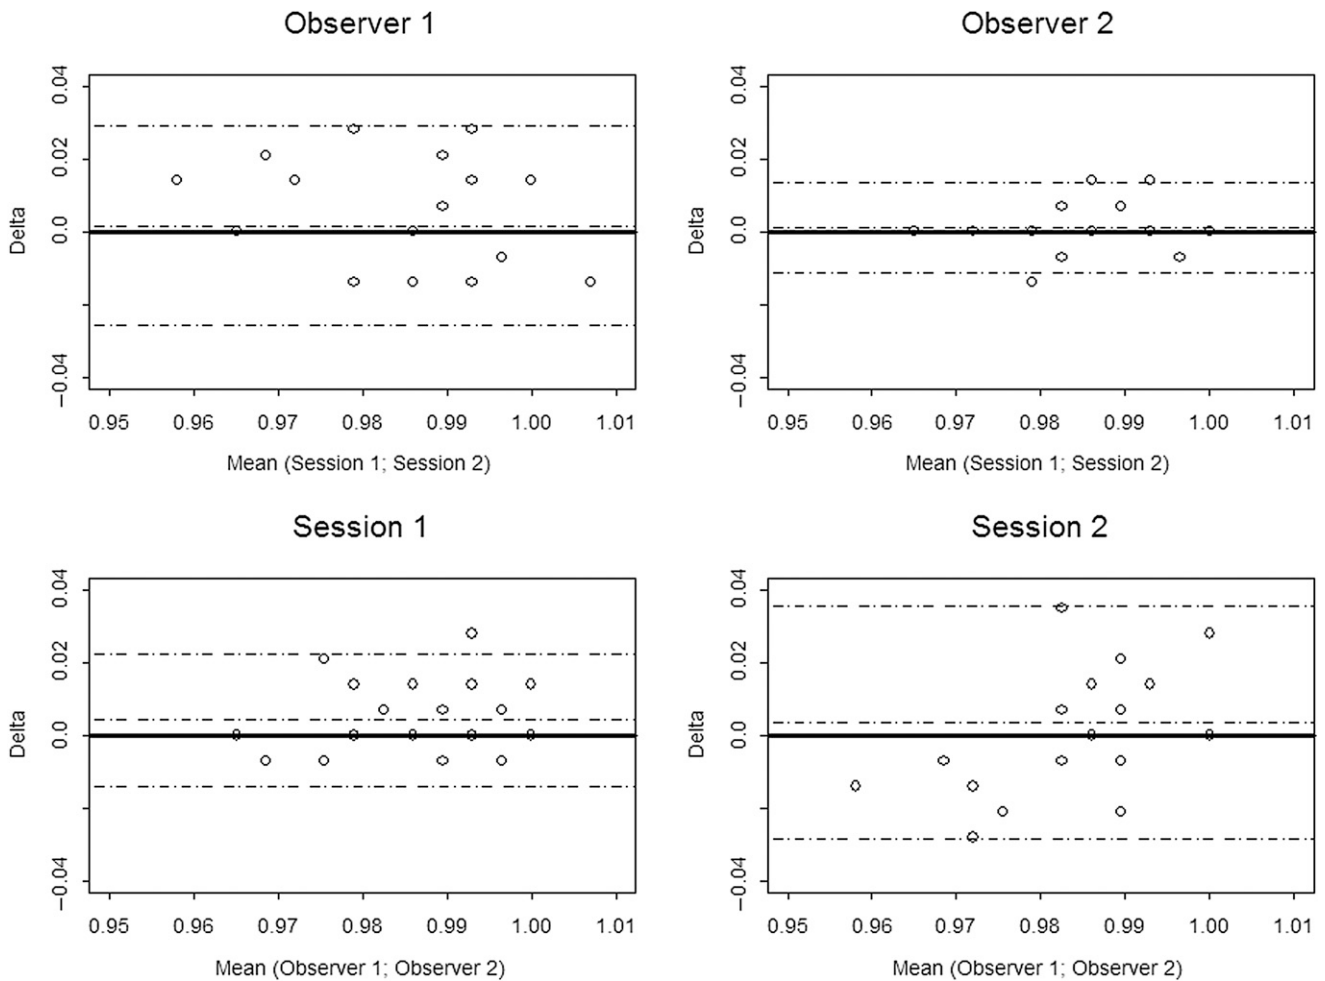 Observer 1
Delta
0.04
0.02
0.0
−0.04
0.95 0.96 0.97 0.98 0.99 1.00 1.01
Mean (Session 1; Session 2)
Observer 2
Delta
0.04
0.02
0.0
−0.04
0.95 0.96 0.97 0.98 0.99 1.00 1.01
Mean (Session 1; Session 2)
Session 1
Delta
0.04
0.02
0.0
−0.04
0.95 0.96 0.97 0.98 0.99 1.00 1.01
Mean (Observer 1; Observer 2)
Session 2
Delta
0.04
0.02
0.0
−0.04
0.95 0.96 0.97 0.98 0.99 1.00 1.01
Mean (Observer 1; Observer 2)